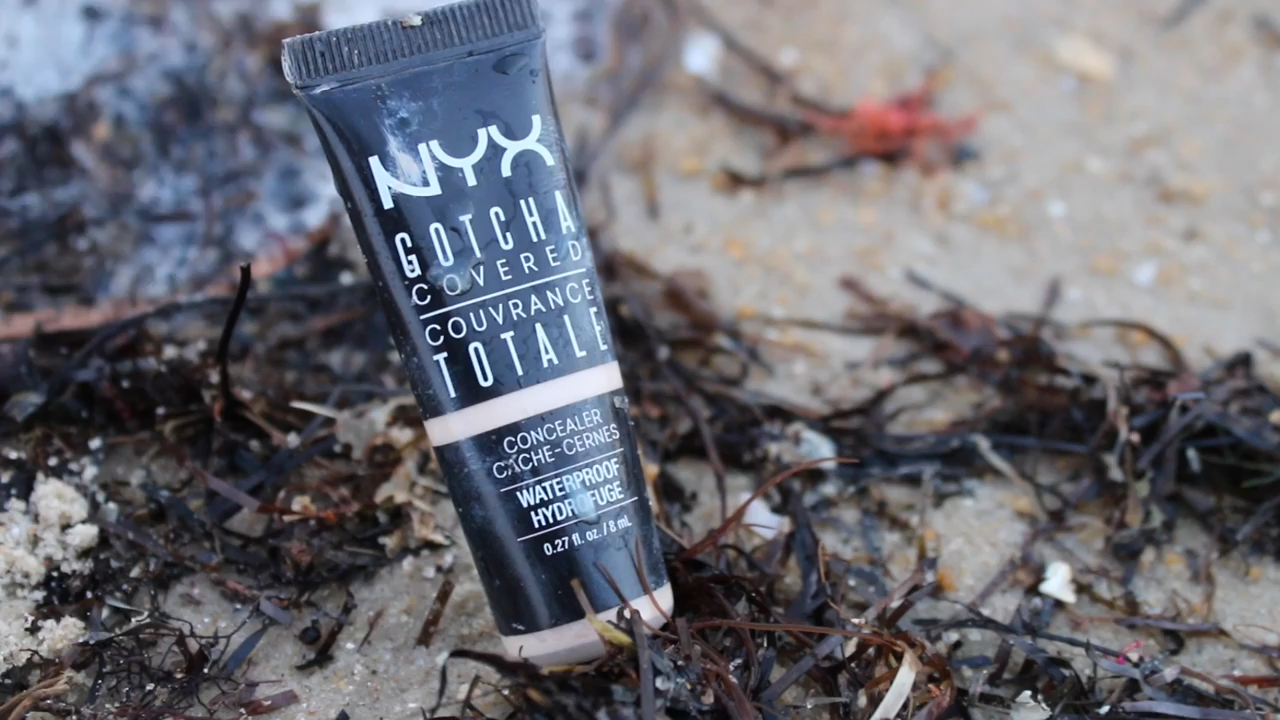 NYX
GOTCHA
COVERED
COUVRANCE
TOTALE
CONCEALER
CACHE-CERNES
WATERPROOF
HYDROFUGE
0.27 fl. oz. / 8 mL